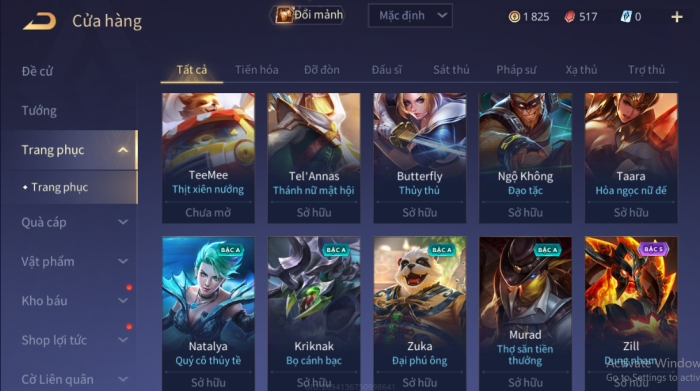 Cửa hàng
Đổi mảnh
Mặc định
1 825
517
0
Đề cử
Tướng
Trang phục
Trang phục
Quà cáp
Vật phẩm
Kho báu
Shop lợi tức
Cờ Liên quân
Tất cả Tiến hóa Đỡ đòn Đấu sĩ Sát thủ Pháp sư Xạ thủ Trợ thủ
TeeMee
Thịt xiên nướng
Chưa mở
Tel'Annas
Thánh nữ mật hội
Sở hữu
Butterfly
Thủy thủ
Sở hữu
Ngộ Không
Đạo tặc
Sở hữu
Taara
Hỏa ngọc nữ đế
Sở hữu
BẬC A
Natalya
Quý cô thủy tề
Sở hữu
BẬC A
Kriknak
Bọ cánh bạc
Sở hữu
BẬC A
Zuka
Đại phú ông
Sở hữu
BẬC A
Murad
Thợ săn tiền
thưởng
Sở hữu
BẬC S
Zill
Dung nham
Sở hữu
Activate Window
Go to Settings to activ